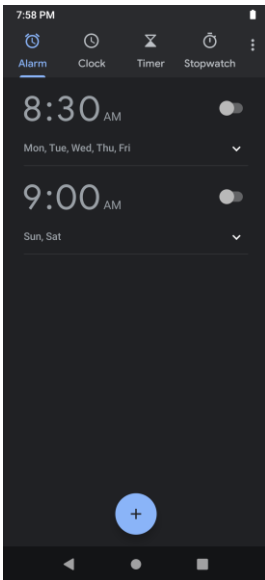 7:58 PM
Alarm Clock Timer Stopwatch
8:30 AM
Mon, Tue, Wed, Thu, Fri
9:00 AM
Sun, Sat